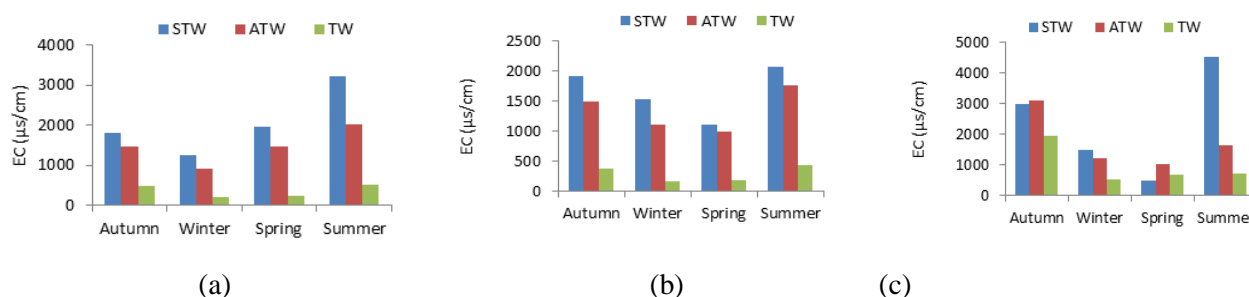 STW ATW TW
EC (µs/cm)
4000
3000
2000
1000
0
Autumn Winter Spring Summer
(a)
STW ATW TW
EC (µs/cm)
2500
2000
1500
1000
500
0
Autumn Winter Spring Summer
(b)
STW ATW TW
EC (µs/cm)
5000
4000
3000
2000
1000
0
Autumn Winter Spring Summe
(c)